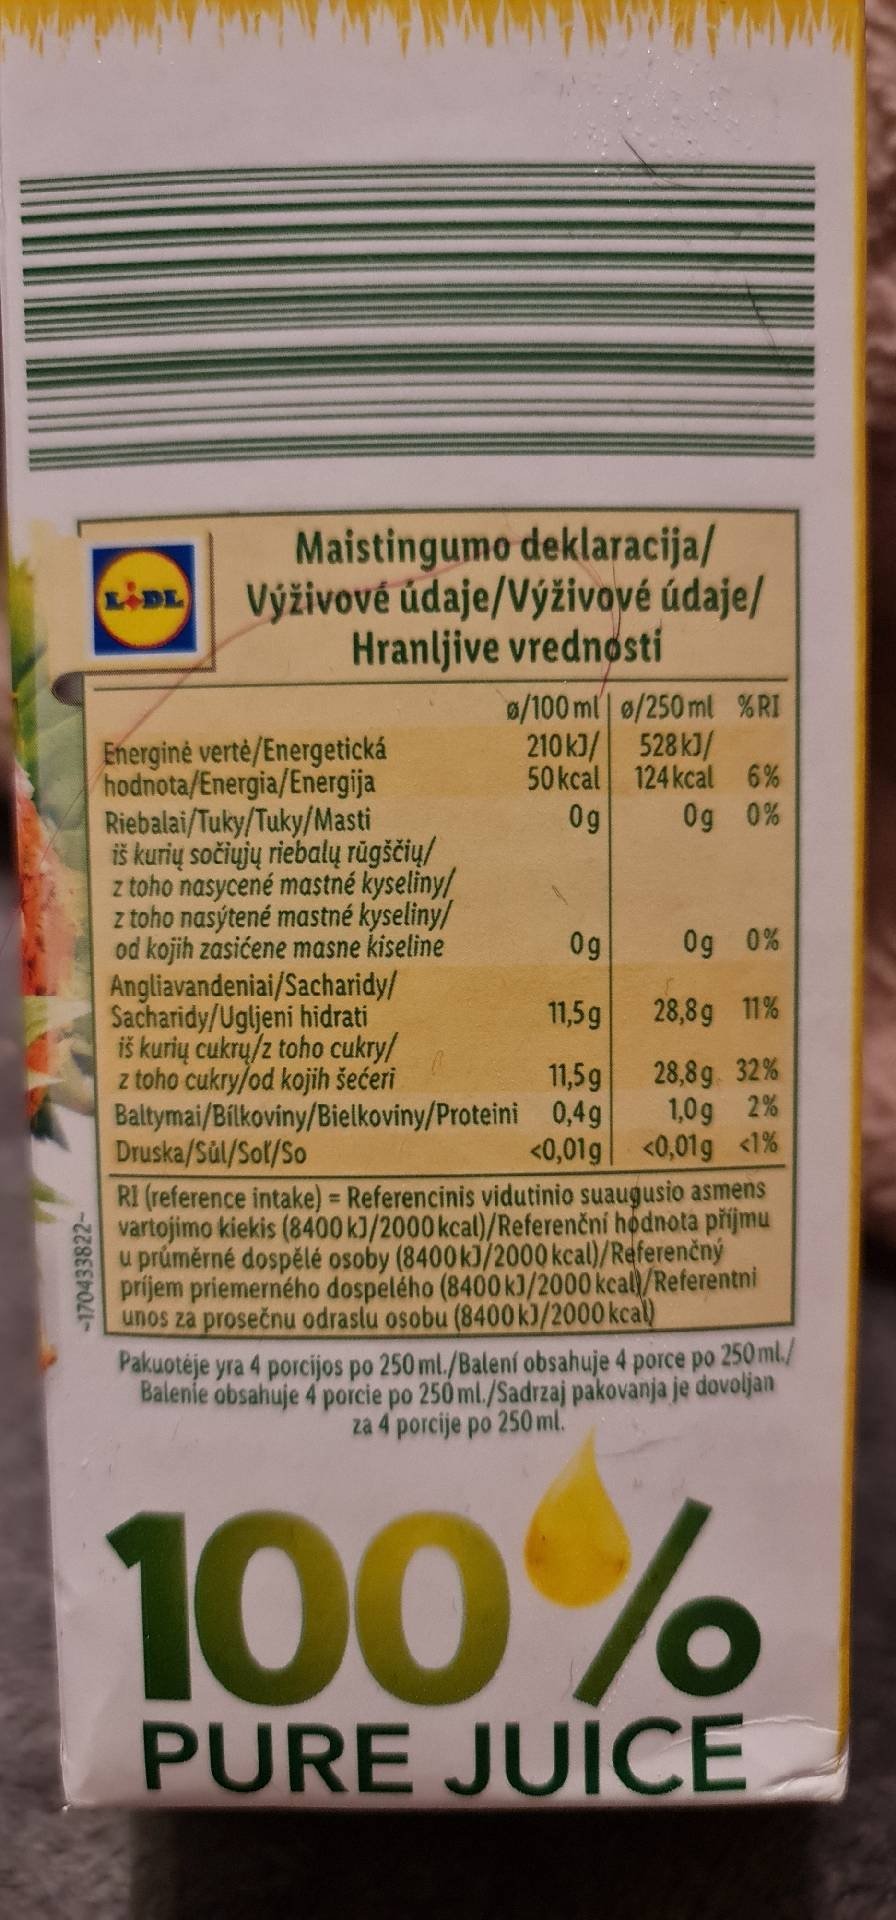 LIDL
Maistingumo deklaracija/
Výživové údaje/Výživové údaje/
Hranljive vrednosti
ø/100 ml ø/250 ml %RI
Energinė vertė/Energetická 210 kJ/ 528 kJ/
hodnota/Energia/Energija 50 kcal 124 kcal 6%
Riebalai/Tuky/Tuky/Masti 0 g 0 g 0%
iš kurių sočiųjų riebalų rūgščių/
z toho nasycené mastné kyseliny/
z toho nasýtené mastné kyseliny/
od kojih zasićene masne kiseline 0 g 0 g 0%
Angliavandeniai/Sacharidy/
Sacharidy/Ugljeni hidrati 11,5 g 28,8 g 11%
iš kurių cukrų/z toho cukry/
z toho cukry/od kojih šećeri 11,5 g 28,8 g 32%
Baltymai/Bílkoviny/Bielkoviny/Proteini 0,4 g 1,0 g 2%
Druska/Sůl/Soľ/So <0,01 g <0,01 g <1%
RI (reference intake) = Referencinis vidutinio suaugusio asmens
vartojimo kiekis (8400 kJ/2000 kcal)/Referenční hodnota příjmu
u průměrné dospělé osoby (8400 kJ/2000 kcal)/Referenčný
príjem priemerného dospelého (8400 kJ/2000 kcal)/Referentni
unos za prosečnu odraslu osobu (8400 kJ/2000 kcal)
~170433822~
Pakuotėje yra 4 porcijos po 250 ml./Balení obsahuje 4 porce po 250 ml./
Balenie obsahuje 4 porcie po 250 ml./Sadrzaj pakovanja je dovoljan
za 4 porcije po 250 ml.
100%
PURE JUICE